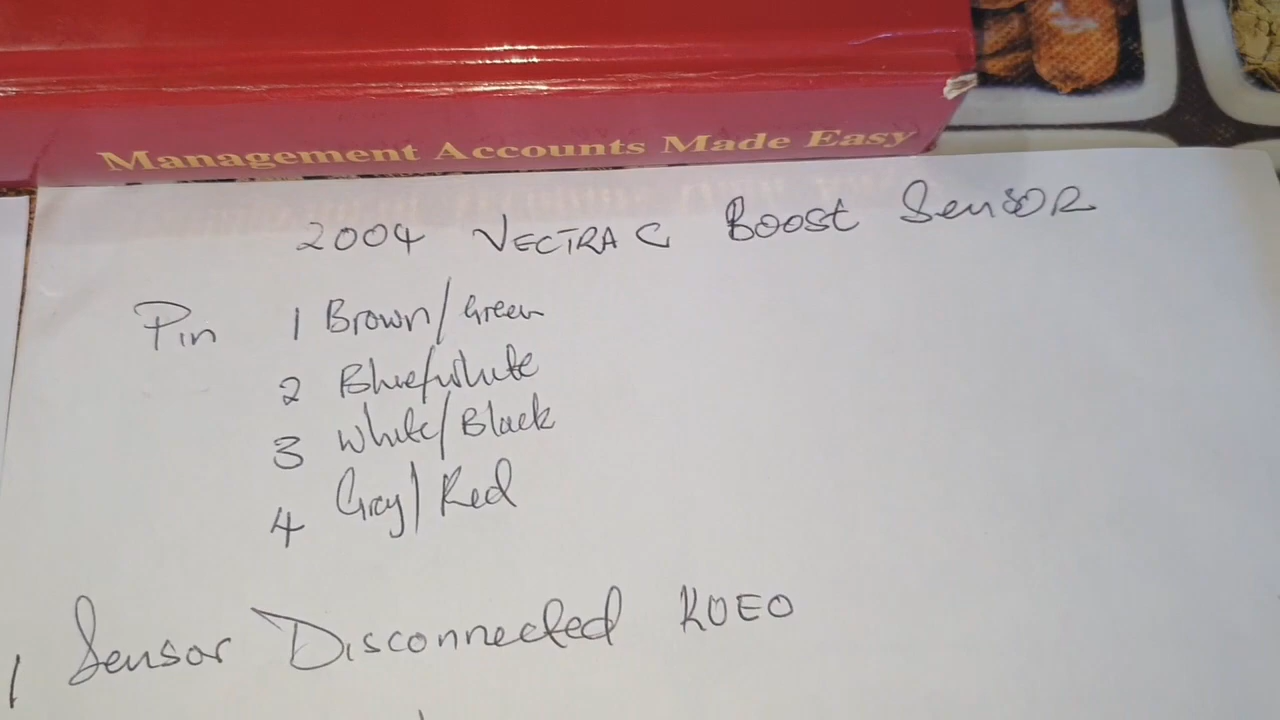 Management Accounts Made Easy
2004 VECTRA C Boost SensOR
Pin 1 Brown/Green
2 Blue/White
3 White/Black
4 Gray/Red
1 Sensor Disconnected KOEO